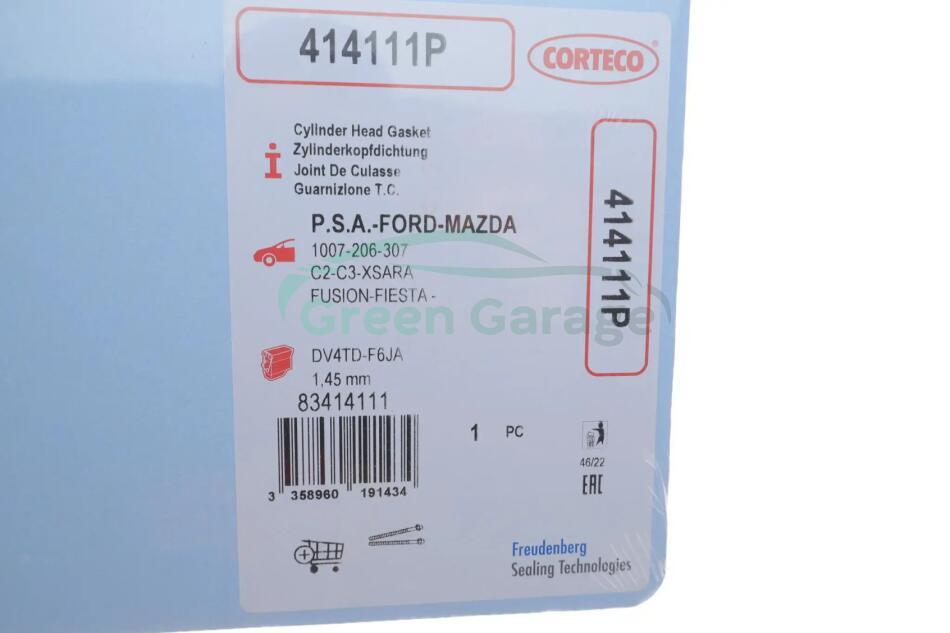 414111P
CORTECO®
Cylinder Head Gasket
Zylinderkopfdichtung
Joint De Culasse
Guarnizione T.C.
414111P
P.S.A.-FORD-MAZDA
1007-206-307
C2-C3-XSARA
FUSION-FIESTA -
Green Garage
DV4TD-F6JA
1,45 mm
83414111
1 PC
3 358960 191434
46/22
EAC
Freudenberg
Sealing Technologies